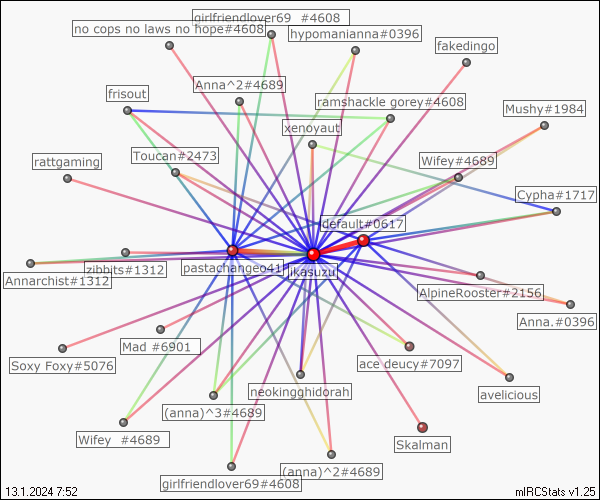 girlfriendlover69 #4608
no cops no laws no hope#4608
hypomanianna#0396
fakedingo
Anna^2#4689
frisout
ramshackle gorey#4608
Mushy#1984
xenoyaut
Toucan#2473
Wifey#4689
rattgaming
Cypha#1717
default#0617
pastachangeo41
jikasuzu
zibbits#1312
Annarchist#1312
AlpineRooster#2156
Anna.#0396
Mad #6901
Soxy Foxy#5076
ace deucy#7097
neokingghidorah
avelicious
(anna)^3#4689
Wifey #4689
Skalman
(anna)^2#4689
girlfriendlover69#4608
13.1.2024 7:52
mIRCStats v1.25